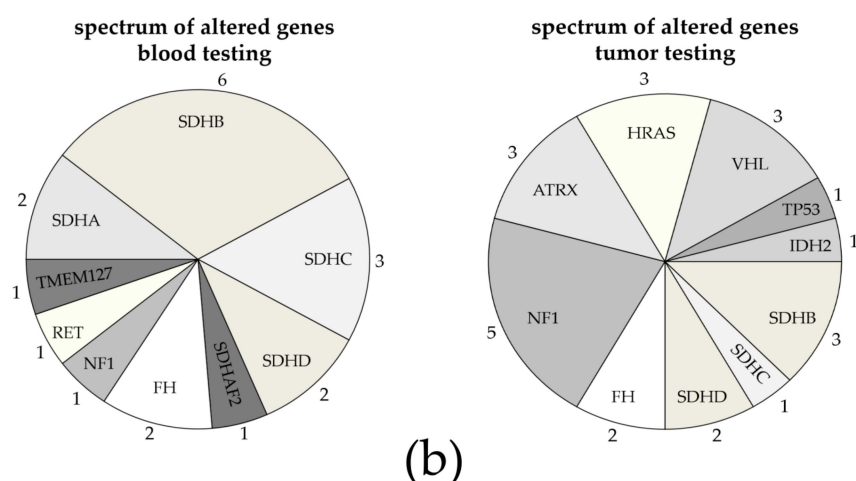 spectrum of altered genes
blood testing
6
SDHB
2
SDHA
SDHC
3
TMEM127
1
RET
1
NF1
1
FH
2
SDHAF2
1
SDHD
2
spectrum of altered genes
tumor testing
3
HRAS
3
VHL
3
ATRX
1
TP53
1
IDH2
5
NF1
SDHB
3
SDHC
1
FH
2
SDHD
2
(b)